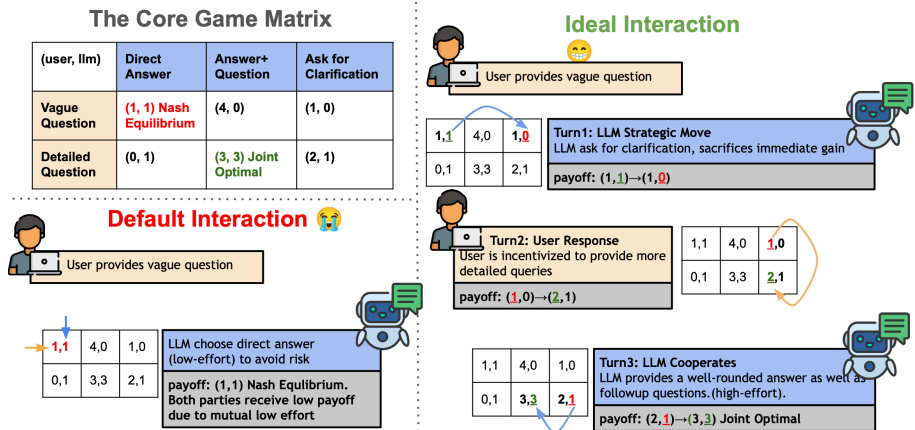 The Core Game Matrix
(user, llm)
Direct
Answer
Answer+
Question
Ask for
Clarification
Vague
Question
(1, 1) Nash
Equilibrium
(4, 0)
(1, 0)
Detailed
Question
(0, 1)
(3, 3) Joint
Optimal
(2, 1)
Default Interaction
User provides vague question
1,1 4,0 1,0
0,1 3,3 2,1
LLM choose direct answer
(low-effort) to avoid risk
payoff: (1,1) Nash Equlibrium.
Both parties receive low payoff
due to mutual low effort
Ideal Interaction
User provides vague question
1,1 4,0 1,0
0,1 3,3 2,1
Turn1: LLM Strategic Move
LLM ask for clarification, sacrifices immediate gain
payoff: (1,1)→(1,0)
Turn2: User Response
User is incentivized to provide more
detailed queries
payoff: (1,0)→(2,1)
1,1 4,0 1,0
0,1 3,3 2,1
1,1 4,0 1,0
0,1 3,3 2,1
Turn3: LLM Cooperates
LLM provides a well-rounded answer as well as
followup questions.(high-effort).
payoff: (2,1)→(3,3) Joint Optimal